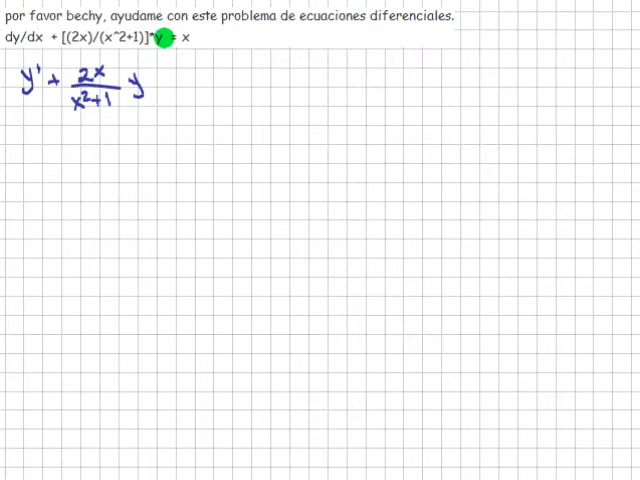 por favor bechy, ayudame con este problema de ecuaciones diferenciales.
dy/dx + [(2x)/(x^2+1)]*y = x
y' + 2x/(x²+1) y